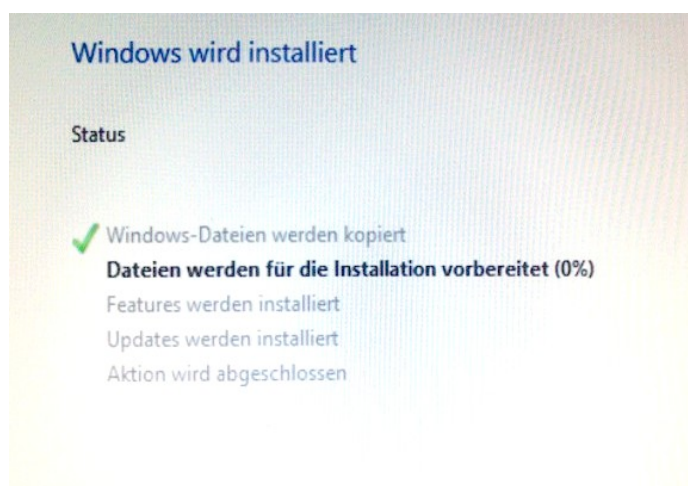 Windows wird installiert
Status
Windows-Dateien werden kopiert
Dateien werden für die Installation vorbereitet (0%)
Features werden installiert
Updates werden installiert
Aktion wird abgeschlossen